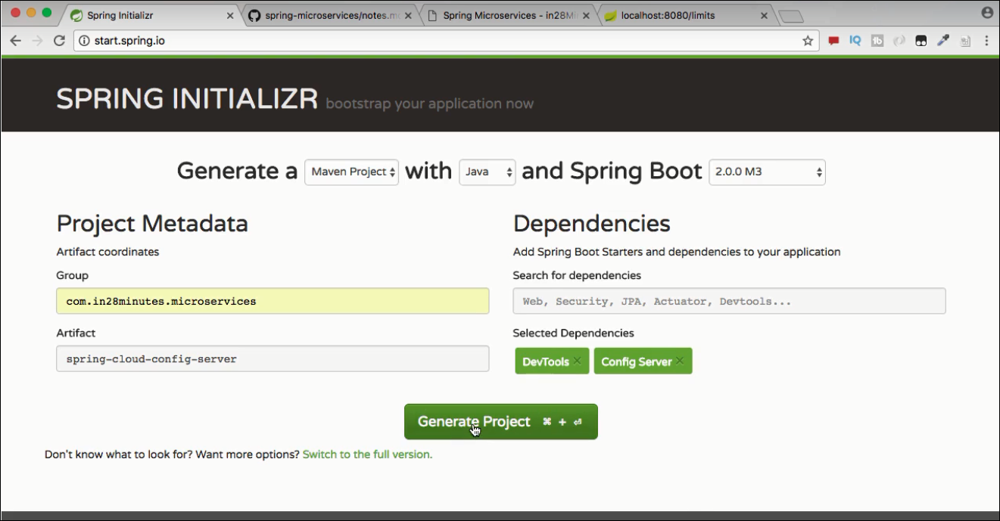 Spring Initializr
spring-microservices/notes.m
Spring Microservices - in28Mi
localhost:8080/limits
start.spring.io
IQ
SPRING INITIALIZR bootstrap your application now
Generate a Maven Project with Java and Spring Boot 2.0.0 M3
Project Metadata
Artifact coordinates
Group
com.in28minutes.microservices
Artifact
spring-cloud-config-server
Dependencies
Add Spring Boot Starters and dependencies to your application
Search for dependencies
Web, Security, JPA, Actuator, Devtools...
Selected Dependencies
DevTools × Config Server ×
Generate Project ⌘ + ⏎
Don't know what to look for? Want more options? Switch to the full version.